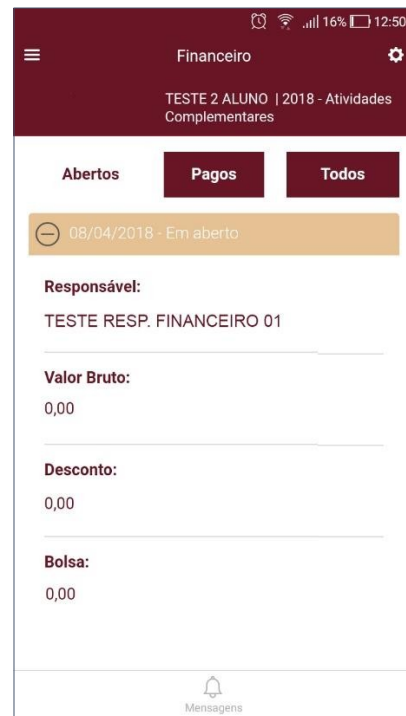 16% 12:50
Financeiro
TESTE 2 ALUNO | 2018 - Atividades
Complementares
Abertos Pagos Todos
08/04/2018 - Em aberto
Responsável:
TESTE RESP. FINANCEIRO 01
Valor Bruto:
0,00
Desconto:
0,00
Bolsa:
0,00
Mensagens